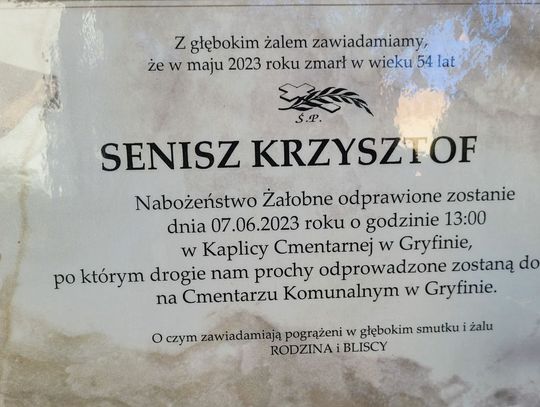 Z głębokim żalem zawiadamiamy,
że w maju 2023 roku zmarł w wieku 54 lat
Ś.P.
SENISZ KRZYSZTOF
Nabożeństwo Żałobne odprawione zostanie
dnia 07.06.2023 roku o godzinie 13:00
w Kaplicy Cmentarnej w Gryfinie,
po którym drogie nam prochy odprowadzone zostaną do
na Cmentarzu Komunalnym w Gryfinie.
O czym zawiadamiają pogrążeni w głębokim smutku i żalu
RODZINA i BLISCY